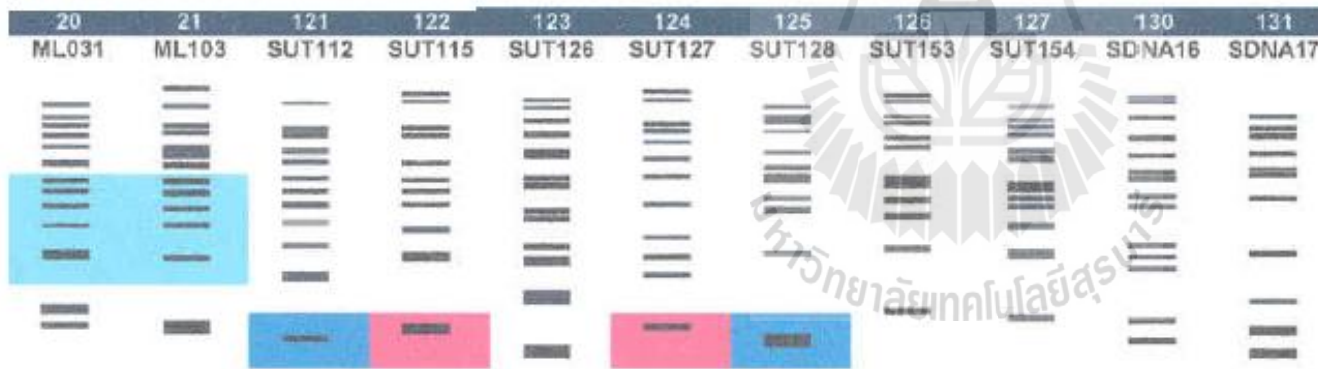 20 21 121 122 123 124 125 126 127 130 131
ML031 ML103 SUT112 SUT115 SUT126 SUT127 SUT128 SUT153 SUT154 SDNA16 SDNA17
มหาวิทยาลัยเทคโนโลยีสุรนารี